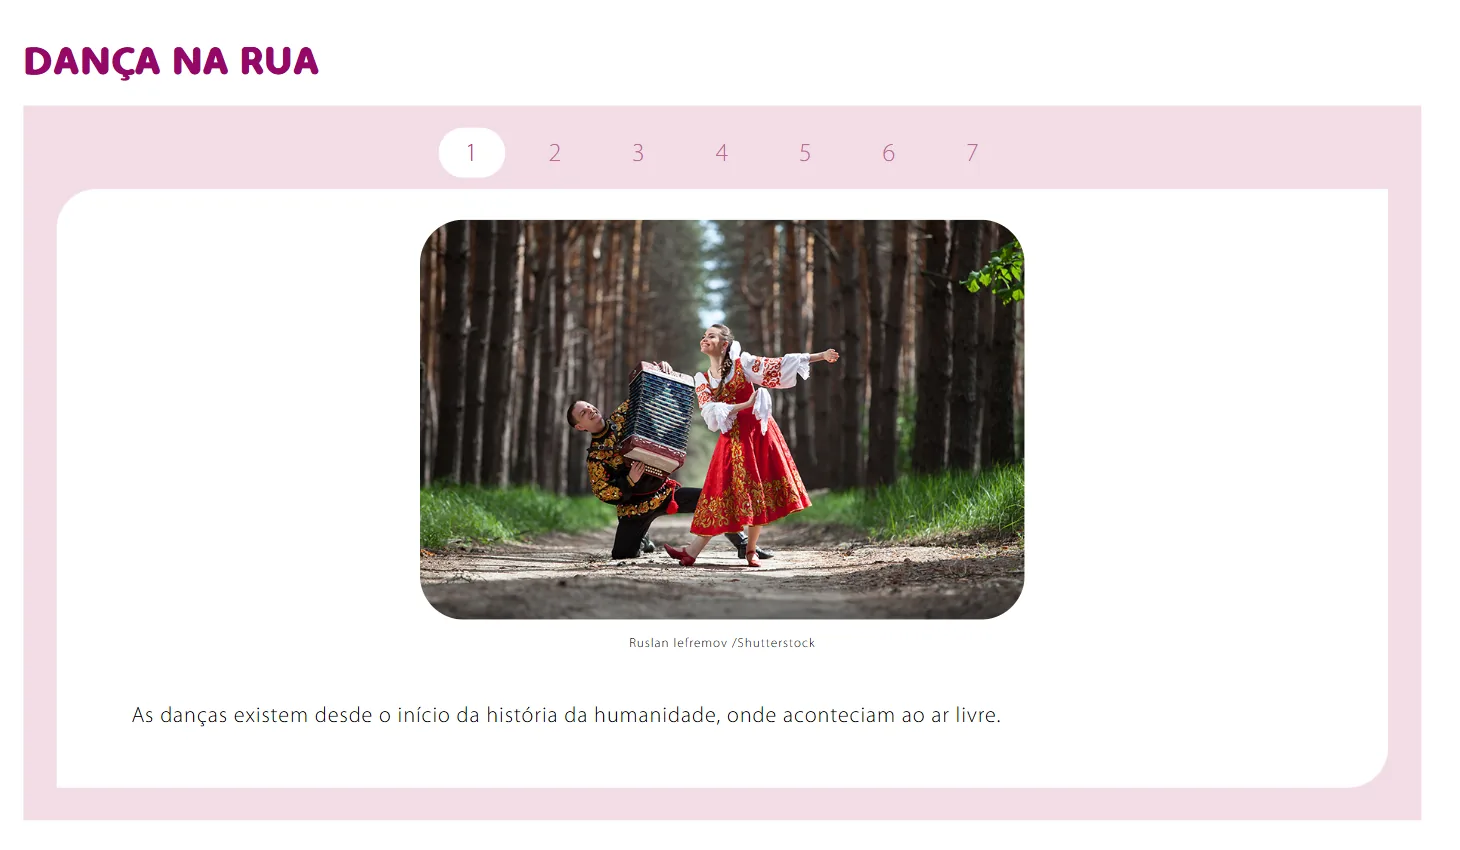 DANÇA NA RUA
1 2 3 4 5 6 7
Ruslan Iefremov /Shutterstock
As danças existem desde o início da história da humanidade, onde aconteciam ao ar livre.